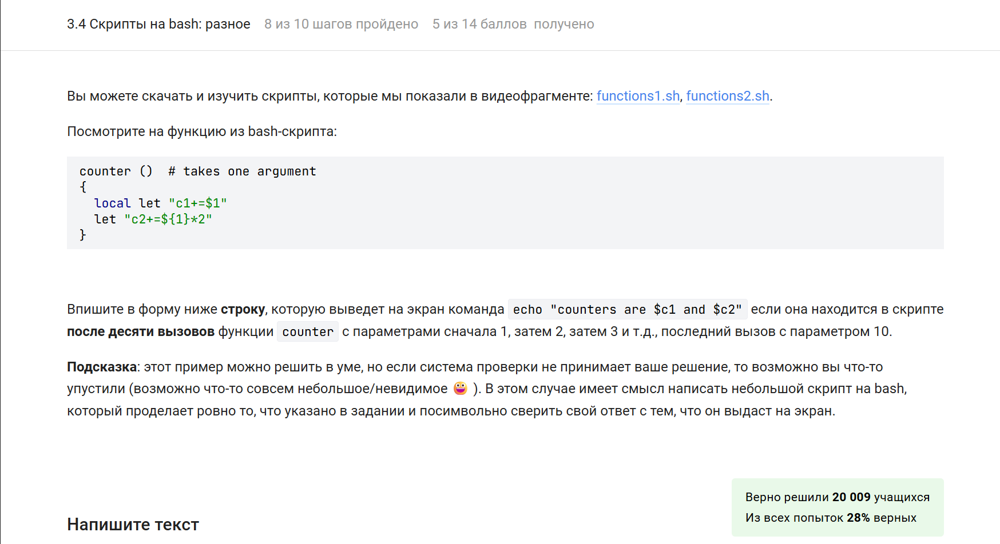 3.4 Скрипты на bash: разное 8 из 10 шагов пройдено 5 из 14 баллов получено
Вы можете скачать и изучить скрипты, которые мы показали в видеофрагменте: functions1.sh, functions2.sh.
Посмотрите на функцию из bash-скрипта:
counter ()  # takes one argument
{
  local let "c1+=$1"
  let "c2+=${1}*2"
}
Впишите в форму ниже строку, которую выведет на экран команда echo "counters are $c1 and $c2" если она находится в скрипте
после десяти вызовов функции counter с параметрами сначала 1, затем 2, затем 3 и т.д., последний вызов с параметром 10.
Подсказка: этот пример можно решить в уме, но если система проверки не принимает ваше решение, то возможно вы что-то
упустили (возможно что-то совсем небольшое/невидимое 😀 ). В этом случае имеет смысл написать небольшой скрипт на bash,
который проделает ровно то, что указано в задании и посимвольно сверить свой ответ с тем, что он выдаст на экран.
Верно решили 20 009 учащихся
Из всех попыток 28% верных
Напишите текст